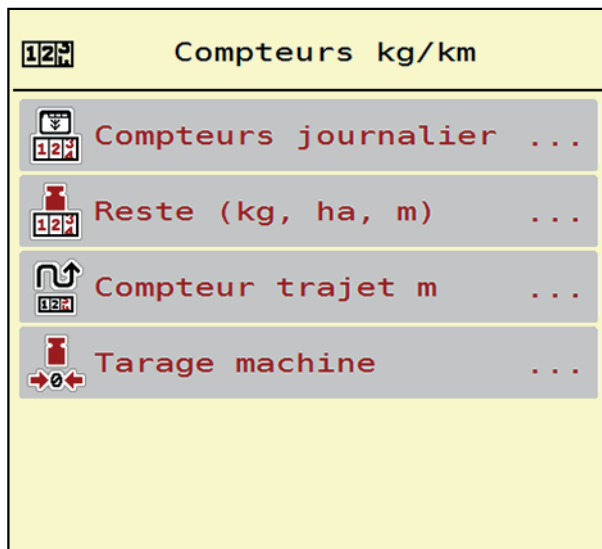 Compteurs kg/km
Compteurs journalier ...
Reste (kg, ha, m) ...
Compteur trajet m ...
Tarage machine ...